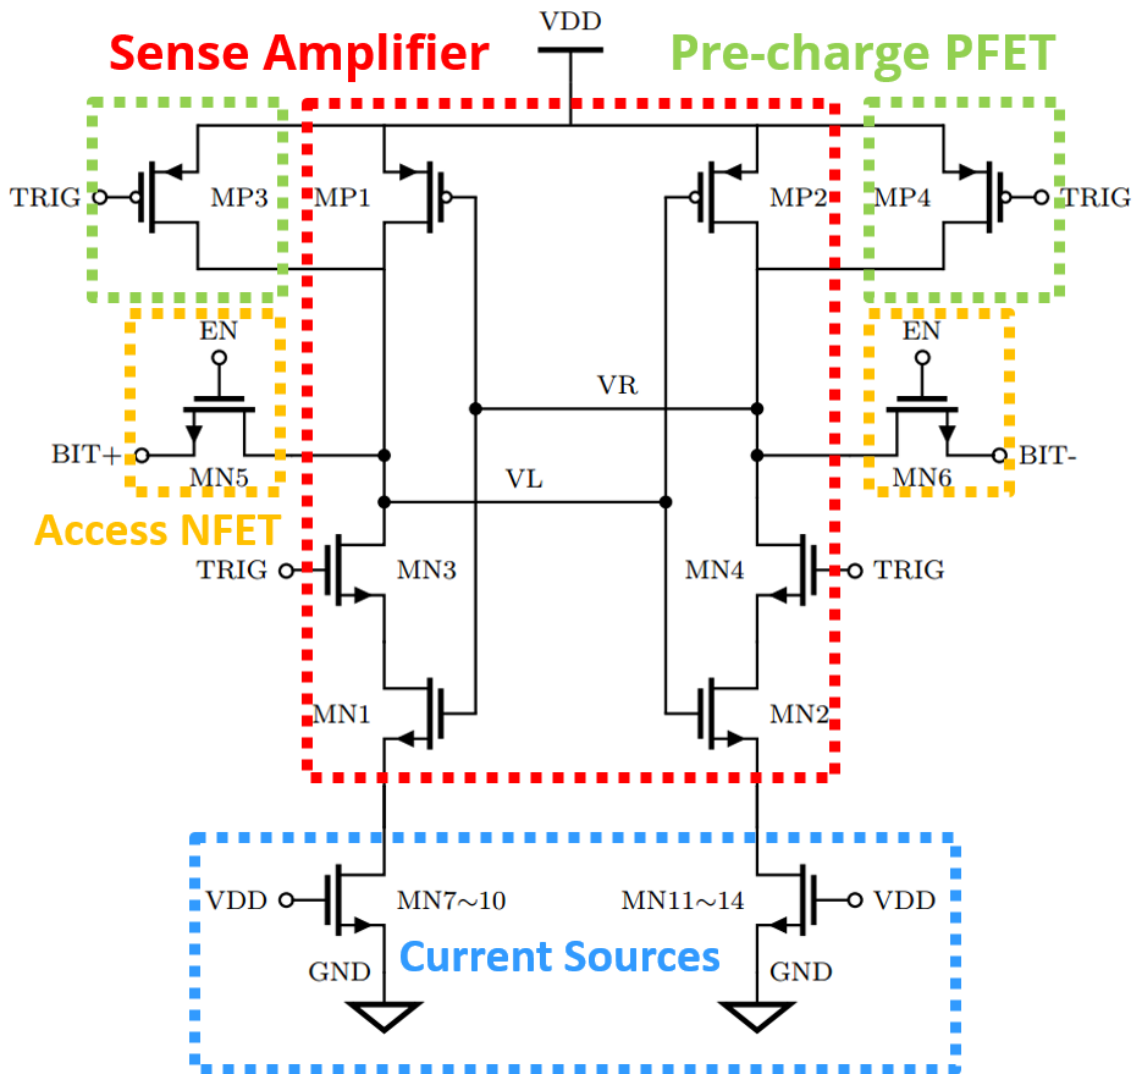 VDD
Sense Amplifier
Pre-charge PFET
TRIG
MP3
MP1
MP2
MP4
TRIG
EN
EN
VR
BIT+
MN5
MN6
BIT-
VL
Access NFET
TRIG
MN3
MN4
TRIG
MN1
MN2
VDD
MN7~10
MN11~14
VDD
Current Sources
GND
GND